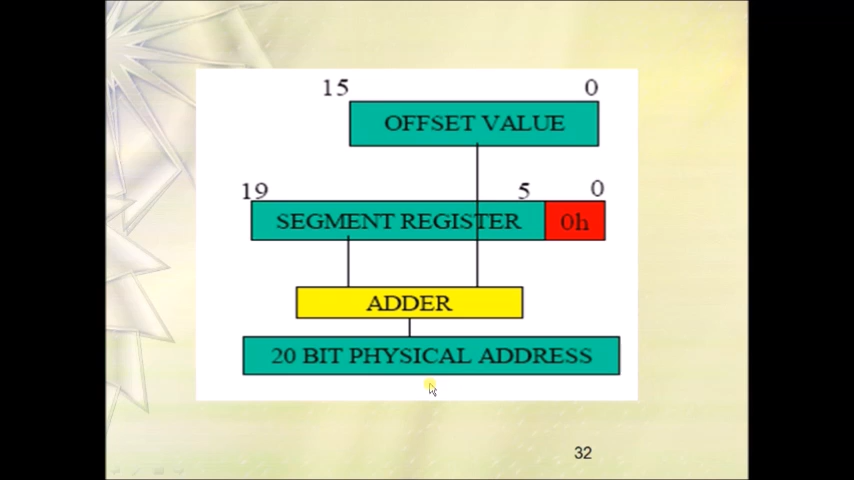 15 0
OFFSET VALUE
19 5 0
SEGMENT REGISTER 0h
ADDER
20 BIT PHYSICAL ADDRESS
32